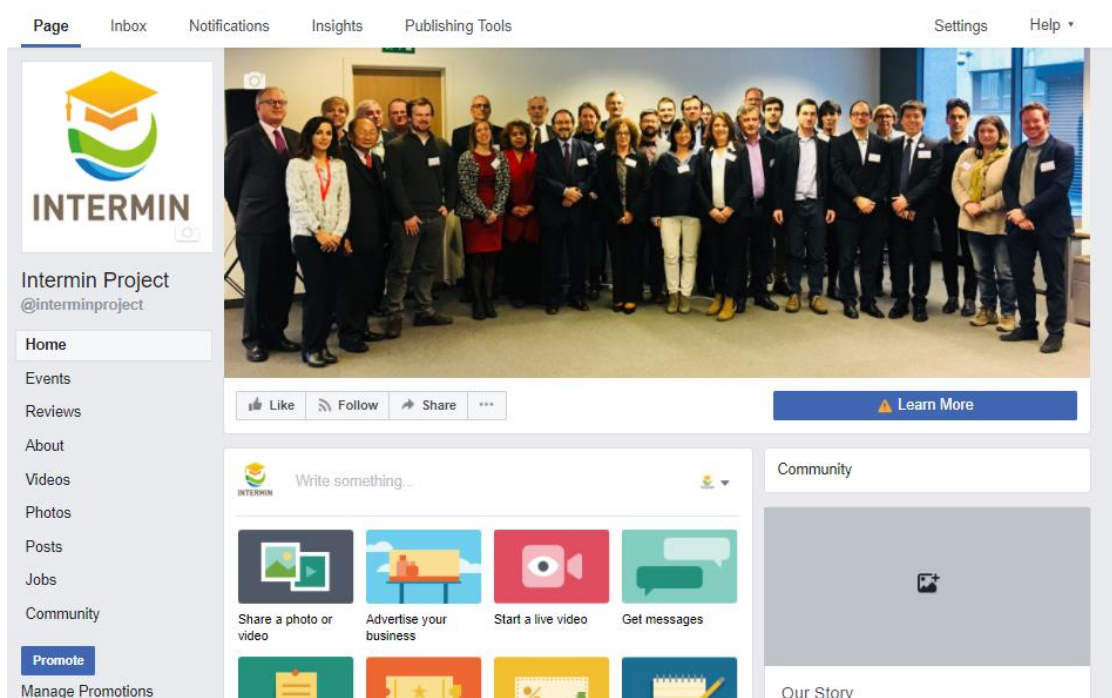 Page Inbox Notifications Insights Publishing Tools Settings Help
INTERMIN
Intermin Project
@interminproject
Home
Events
Reviews
About
Videos
Photos
Posts
Jobs
Community
Promote
Manage Promotions
Like Follow Share ...
Learn More
INTERMIN
Write something...
Share a photo or
video
Advertise your
business
Start a live video
Get messages
Community
Our Story